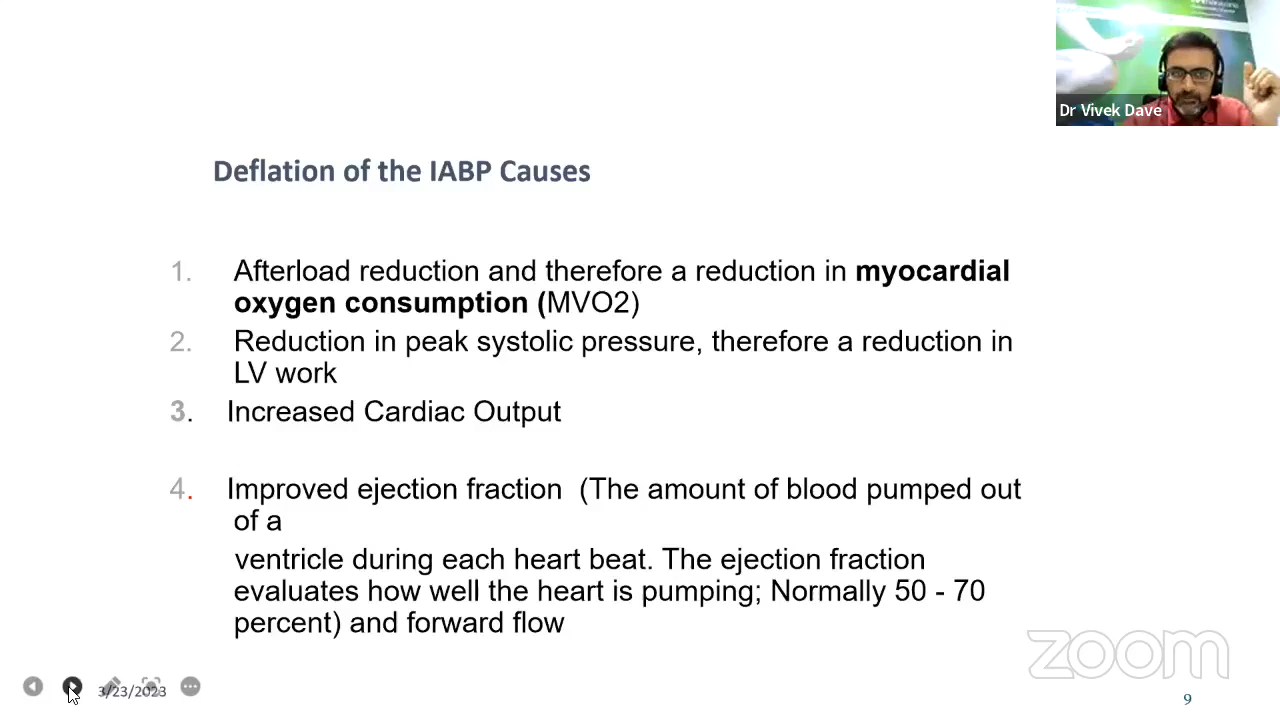 Dr Vivek Dave
Deflation of the IABP Causes
1. Afterload reduction and therefore a reduction in myocardial
oxygen consumption (MVO2)
2. Reduction in peak systolic pressure, therefore a reduction in
LV work
3. Increased Cardiac Output
4. Improved ejection fraction (The amount of blood pumped out
of a
ventricle during each heart beat. The ejection fraction
evaluates how well the heart is pumping; Normally 50 - 70
percent) and forward flow
zoom
3/23/2023
9